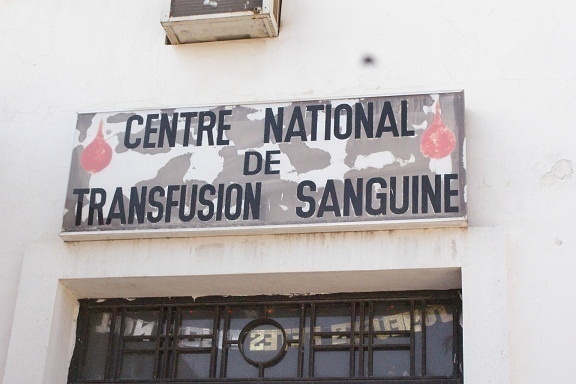 CENTRE NATIONAL
DE
TRANSFUSION SANGUINE